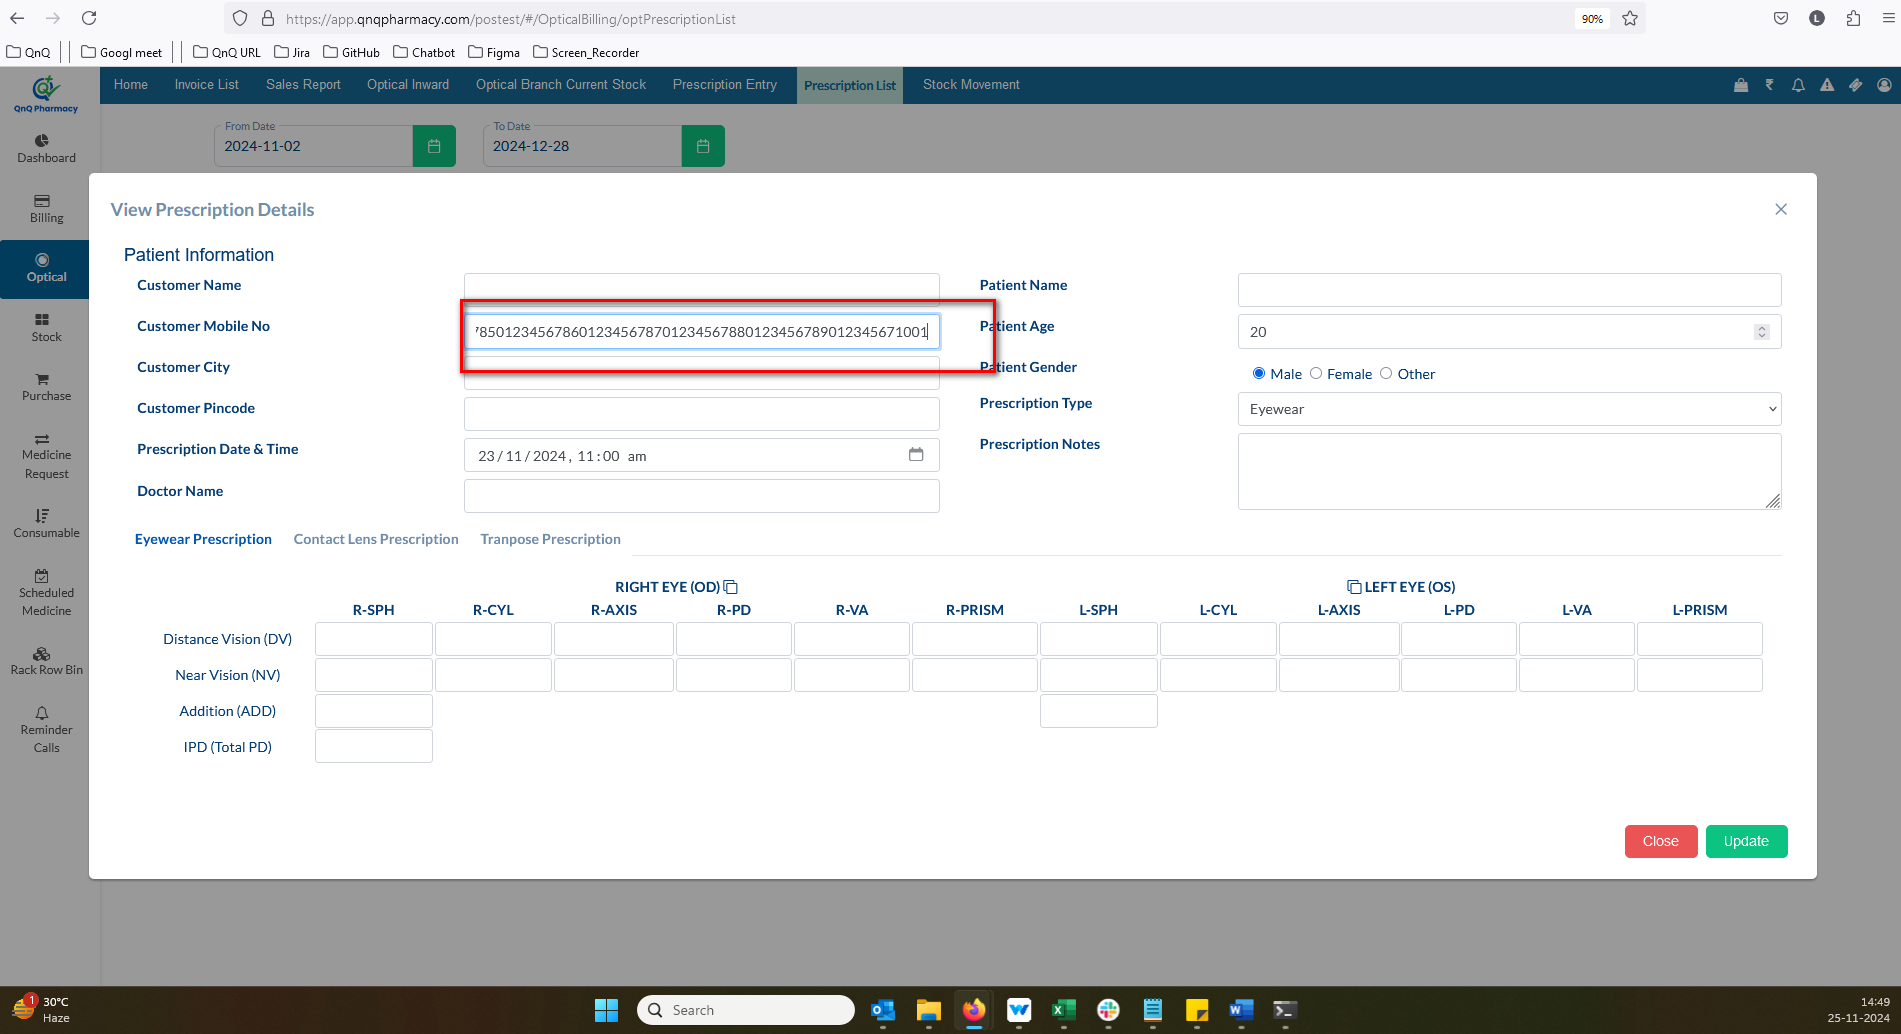 https://app.qnqpharmacy.com/postest/#/OpticalBilling/optPrescriptionList
90%
L
QnQ
Googl meet
QnQ URL
Jira
GitHub
Chatbot
Figma
Screen_Recorder
QnQ Pharmacy
Home
Invoice List
Sales Report
Optical Inward
Optical Branch Current Stock
Prescription Entry
Prescription List
Stock Movement
From Date
2024-11-02
To Date
2024-12-28
Dashboard
Billing
Optical
Stock
Purchase
Medicine
Request
Consumable
Scheduled
Medicine
Rack Row Bin
Reminder
Calls
View Prescription Details
Patient Information
Customer Name
Patient Name
Customer Mobile No
7850123456786012345678701234567880123456789012345671001
Patient Age
20
Customer City
Patient Gender
Male
Female
Other
Customer Pincode
Prescription Type
Eyewear
Prescription Date & Time
23/11/2024, 11:00 am
Prescription Notes
Doctor Name
Eyewear Prescription
Contact Lens Prescription
Tranpose Prescription
RIGHT EYE (OD)
LEFT EYE (OS)
R-SPH
R-CYL
R-AXIS
R-PD
R-VA
R-PRISM
L-SPH
L-CYL
L-AXIS
L-PD
L-VA
L-PRISM
Distance Vision (DV)
Near Vision (NV)
Addition (ADD)
IPD (Total PD)
Close
Update
1
30°C
Haze
Search
14:49
25-11-2024